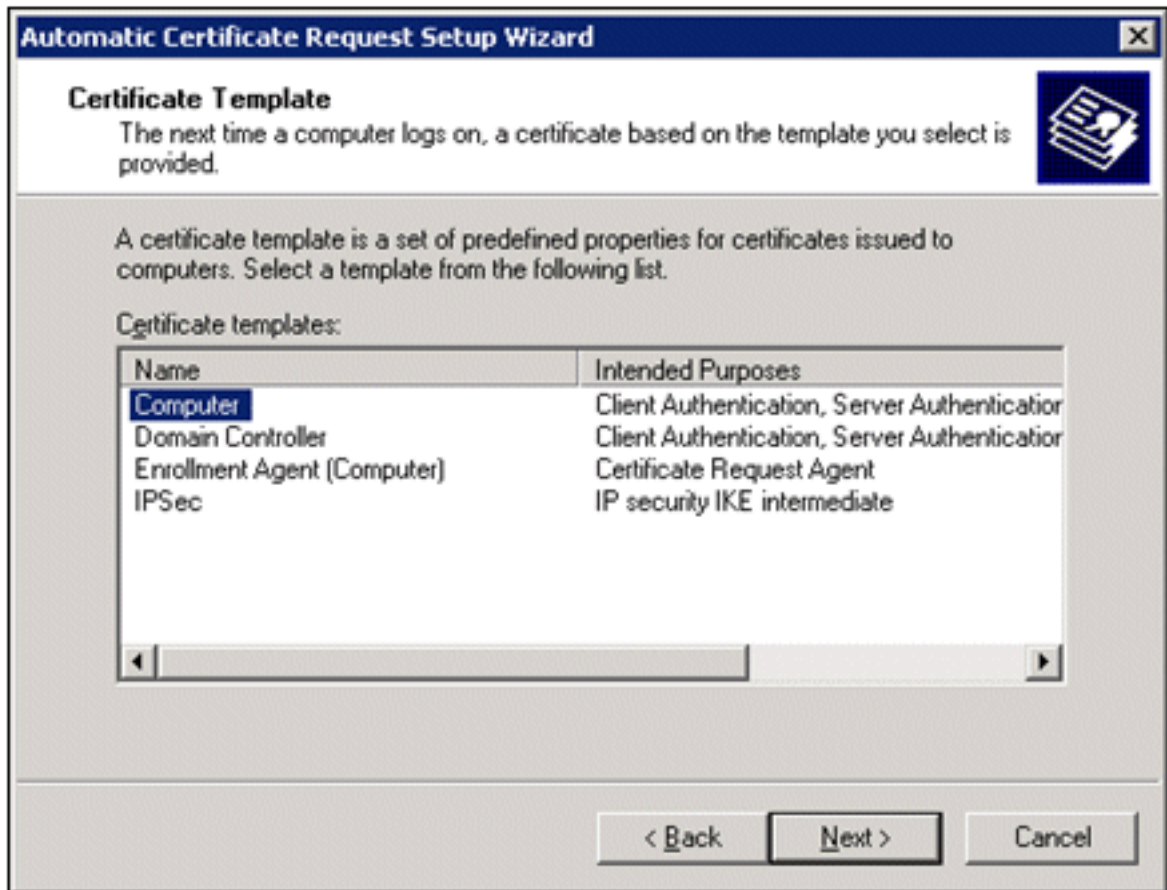 Automatic Certificate Request Setup Wizard
Certificate Template
The next time a computer logs on, a certificate based on the template you select is
provided.
A certificate template is a set of predefined properties for certificates issued to
computers. Select a template from the following list.
Certificate templates:
Name Intended Purposes
Computer Client Authentication, Server Authentication
Domain Controller Client Authentication, Server Authentication
Enrollment Agent (Computer) Certificate Request Agent
IPSec IP security IKE intermediate
< Back Next > Cancel